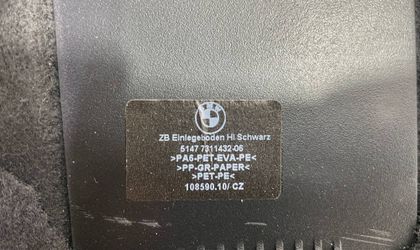 BMW
ZB Einlegeboden HI Schwarz
5147 7311432-06
>PA6-PET-EVA-PE<
>PP-GR-PAPER<
>PET-PE<
108590.10/ CZ